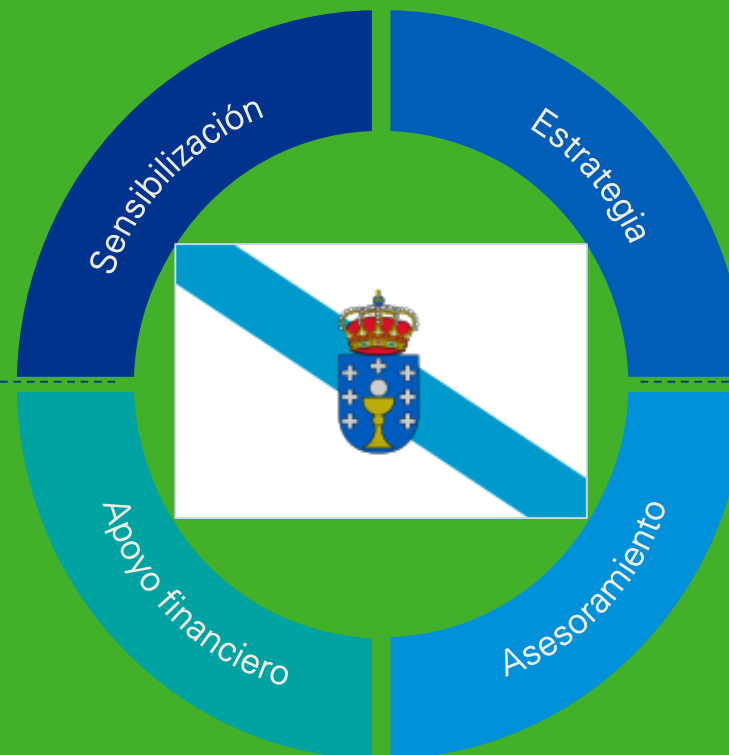 Sensibilización
Estrategia
Apoyo financiero
Asesoramiento